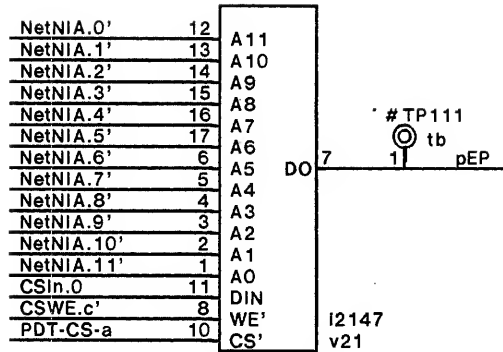 NetNIA.0' 12 A11
NetNIA.1' 13 A10
NetNIA.2' 14 A9
NetNIA.3' 15 A8
NetNIA.4' 16 A7
NetNIA.5' 17 A6
NetNIA.6' 6 A5 DO 7 1 pEP
NetNIA.7' 5 A4
NetNIA.8' 4 A3
NetNIA.9' 3 A2
NetNIA.10' 2 A1
NetNIA.11' 1 A0
CSIn.0 11 DIN
CSWE.c' 8 WE' i2147
PDT-CS-a 10 CS' v21
#TP111
tb